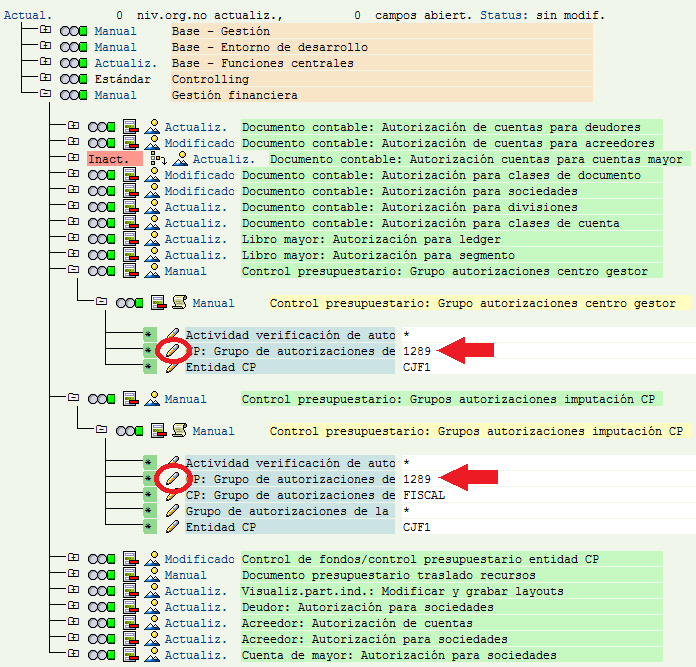 Actual. 0 niv.org.no actualiz., 0 campos abiert. Status: sin modif.
Manual Base - Gestión
Manual Base - Entorno de desarrollo
Actualiz. Base - Funciones centrales
Estándar Controlling
Manual Gestión financiera
Actualiz. Documento contable: Autorización de cuentas para deudores
Modificado Documento contable: Autorización de cuentas para acreedores
Inact. Actualiz. Documento contable: Autorización cuentas para cuentas mayor
Modificado Documento contable: Autorización para clases de documento
Modificado Documento contable: Autorización para sociedades
Actualiz. Documento contable: Autorización para divisiones
Actualiz. Documento contable: Autorización para clases de cuenta
Actualiz. Libro mayor: Autorización para ledger
Actualiz. Libro mayor: Autorización para segmento
Manual Control presupuestario: Grupo autorizaciones centro gestor
Manual Control presupuestario: Grupo autorizaciones centro gestor
* Actividad verificación de auto *
* CP: Grupo de autorizaciones de 1289
* Entidad CP CJF1
Manual Control presupuestario: Grupos autorizaciones imputación CP
Manual Control presupuestario: Grupos autorizaciones imputación CP
* Actividad verificación de auto *
* CP: Grupo de autorizaciones de 1289
* CP: Grupo de autorizaciones de FISCAL
* Grupo de autorizaciones de la *
* Entidad CP CJF1
Modificado Control de fondos/control presupuestario entidad CP
Manual Documento presupuestario traslado recursos
Actualiz. Visualiz.part.ind.: Modificar y grabar layouts
Actualiz. Deudor: Autorización para sociedades
Actualiz. Acreedor: Autorización de cuentas
Actualiz. Acreedor: Autorización para sociedades
Actualiz. Cuenta de mayor: Autorización para sociedades